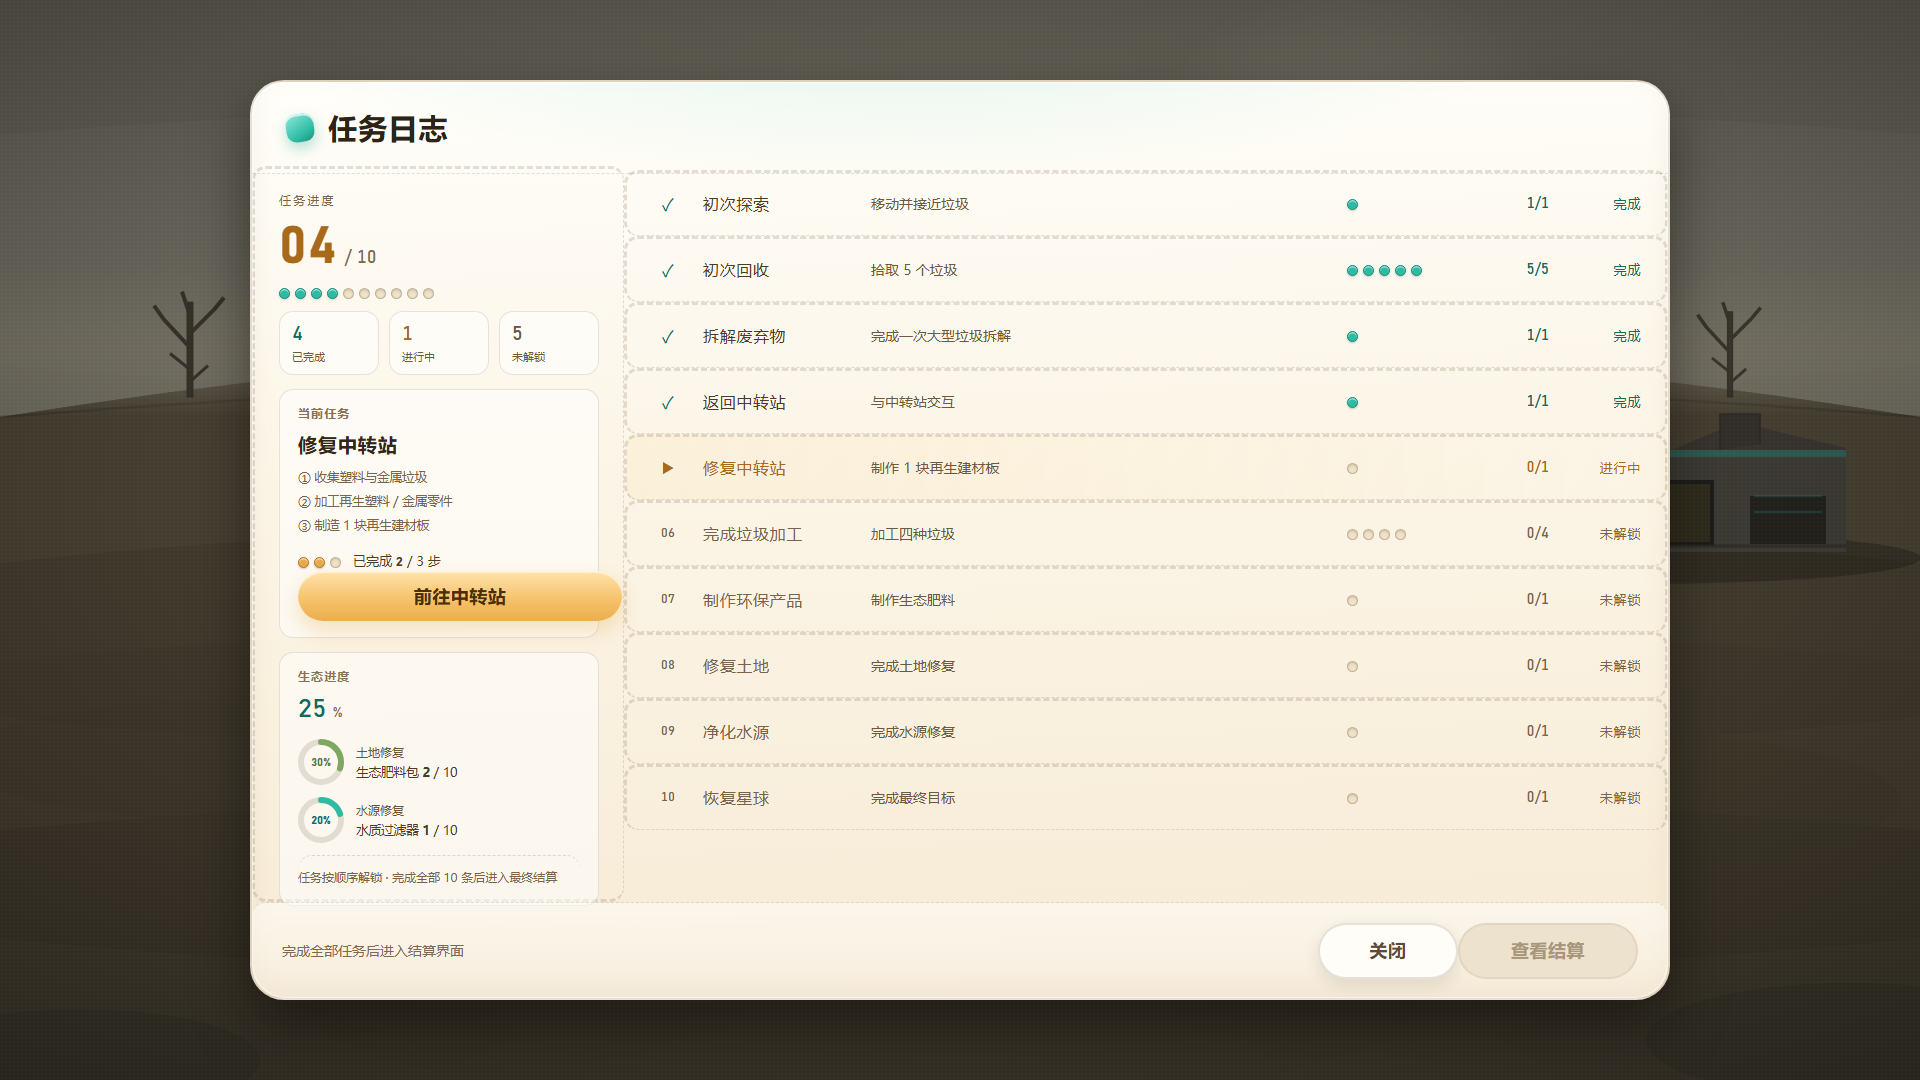 任务日志
任务进度
04 / 10
4
已完成
1
进行中
5
未解锁
当前任务
修复中转站
① 收集塑料与金属垃圾
② 加工再生塑料 / 金属零件
③ 制造 1 块再生建材板
已完成 2 / 3 步
前往中转站
生态进度
25 %
30%
土地修复
生态肥料包 2 / 10
20%
水源修复
水质过滤器 1 / 10
任务按顺序解锁 · 完成全部 10 条后进入最终结算
✓ 初次探索 移动并接近垃圾 1/1 完成
✓ 初次回收 拾取 5 个垃圾 5/5 完成
✓ 拆解废弃物 完成一次大型垃圾拆解 1/1 完成
✓ 返回中转站 与中转站交互 1/1 完成
▶ 修复中转站 制作 1 块再生建材板 0/1 进行中
06 完成垃圾加工 加工四种垃圾 0/4 未解锁
07 制作环保产品 制作生态肥料 0/1 未解锁
08 修复土地 完成土地修复 0/1 未解锁
09 净化水源 完成水源修复 0/1 未解锁
10 恢复星球 完成最终目标 0/1 未解锁
完成全部任务后进入结算界面
关闭
查看结算